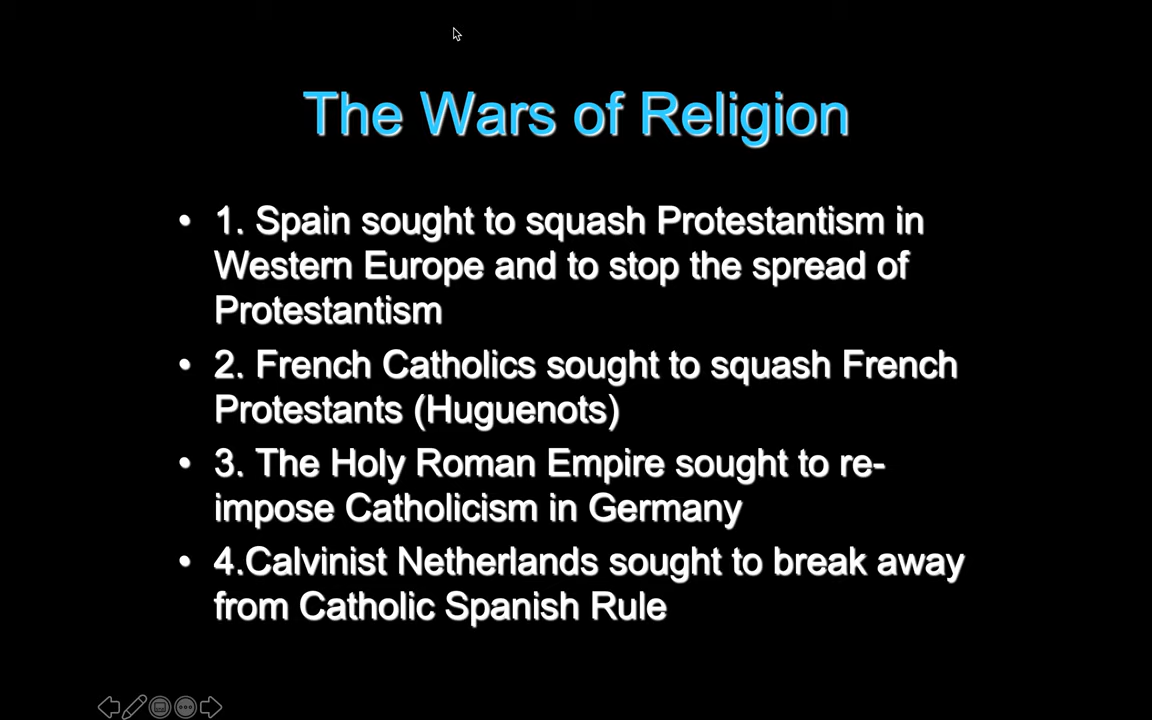 The Wars of Religion
• 1. Spain sought to squash Protestantism in
Western Europe and to stop the spread of
Protestantism
• 2. French Catholics sought to squash French
Protestants (Huguenots)
• 3. The Holy Roman Empire sought to re-
impose Catholicism in Germany
• 4.Calvinist Netherlands sought to break away
from Catholic Spanish Rule